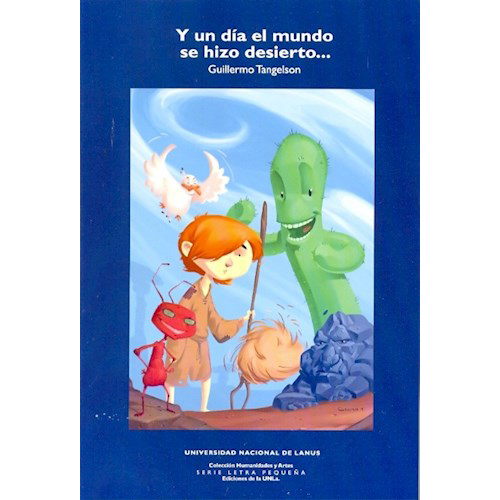 Y un día el mundo
se hizo desierto...
Guillermo Tangelson
UNIVERSIDAD NACIONAL DE LANUS
Colección Humanidades y Artes
SERIE LETRA PEQUEÑA
Ediciones de la UNLa.